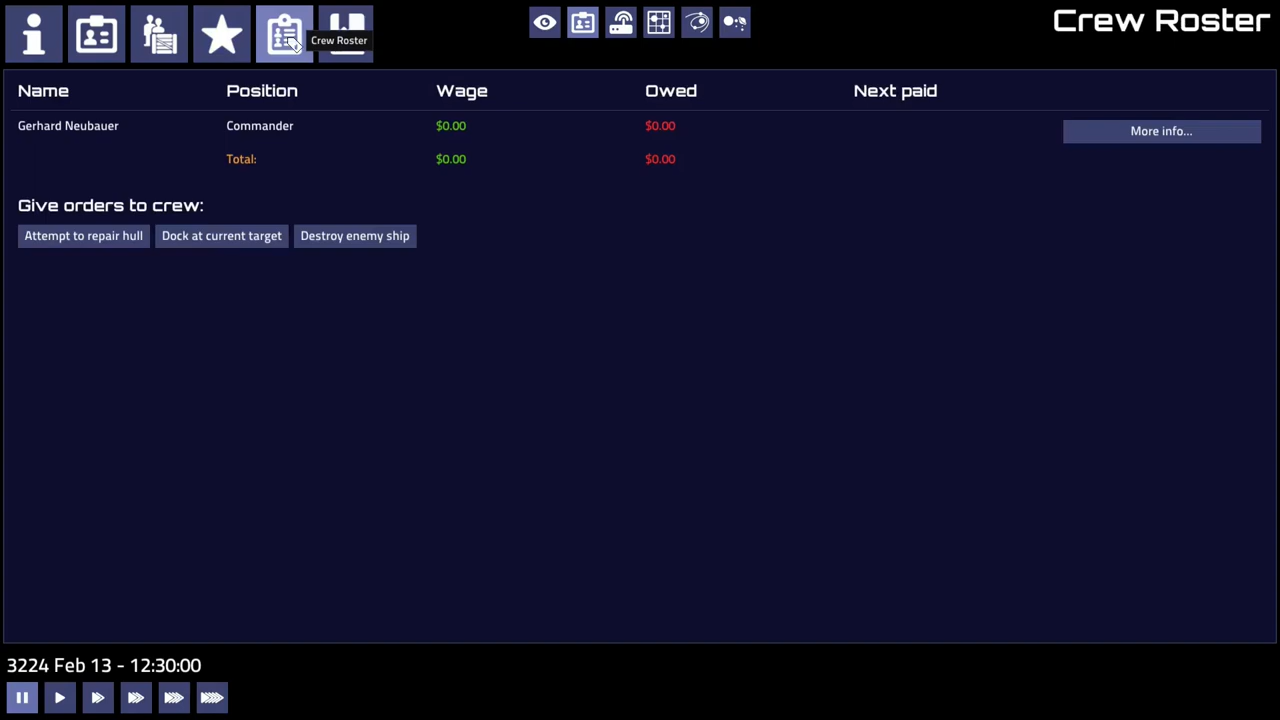 Crew Roster
Crew Roster
Name Position Wage Owed Next paid
Gerhard Neubauer Commander $0.00 $0.00 More info...
Total: $0.00 $0.00
Give orders to crew:
Attempt to repair hull Dock at current target Destroy enemy ship
3224 Feb 13 - 12:30:00